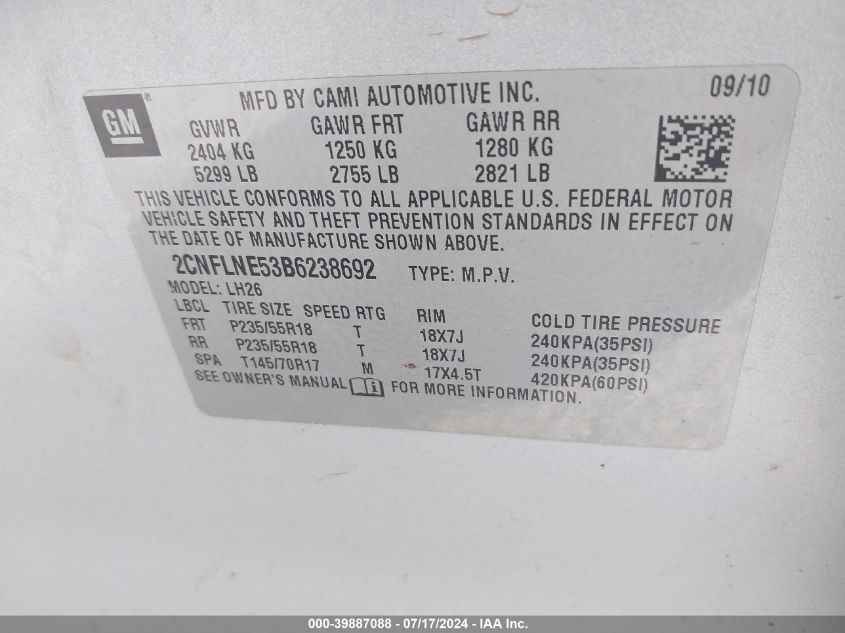 GM ® MFD BY CAMI AUTOMOTIVE INC. 09/10
GVWR GAWR FRT GAWR RR
2404 KG 1250 KG 1280 KG
5299 LB 2755 LB 2821 LB
THIS VEHICLE CONFORMS TO ALL APPLICABLE U.S. FEDERAL MOTOR
VEHICLE SAFETY AND THEFT PREVENTION STANDARDS IN EFFECT ON
THE DATE OF MANUFACTURE SHOWN ABOVE.
2CNFLNE53B6238692 TYPE: M.P.V.
MODEL: LH26
LBCL TIRE SIZE SPEED RTG RIM COLD TIRE PRESSURE
FRT P235/55R18 T 18X7J 240KPA(35PSI)
RR P235/55R18 T 18X7J 240KPA(35PSI)
SPA T145/70R17 M 17X4.5T 420KPA(60PSI)
SEE OWNER'S MANUAL FOR MORE INFORMATION.
000-39887088 - 07/17/2024 - IAA Inc.